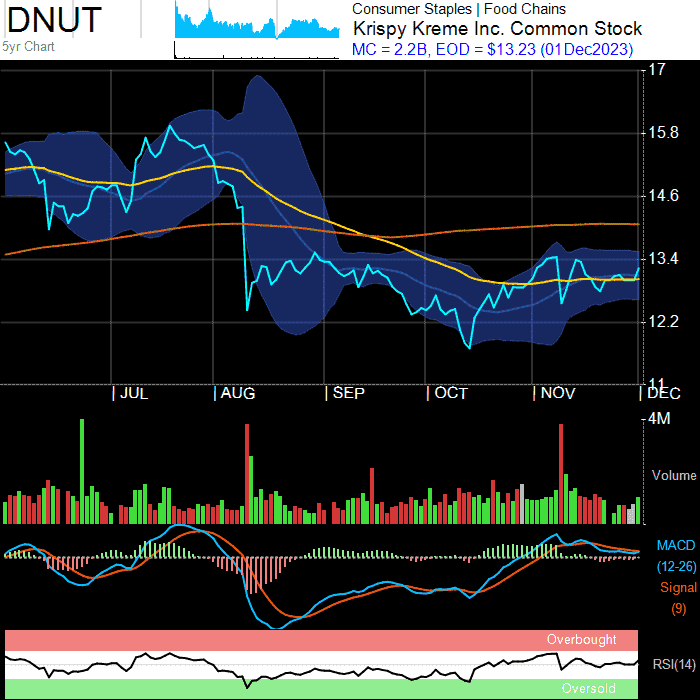 DNUT
5yr Chart
Consumer Staples | Food Chains
Krispy Kreme Inc. Common Stock
MC = 2.2B, EOD = $13.23 (01Dec2023)
17
15.8
14.6
13.4
12.2
11
JUL AUG SEP OCT NOV DEC
4M
Volume
MACD
(12-26)
Signal
(9)
Overbought
RSI(14)
Oversold